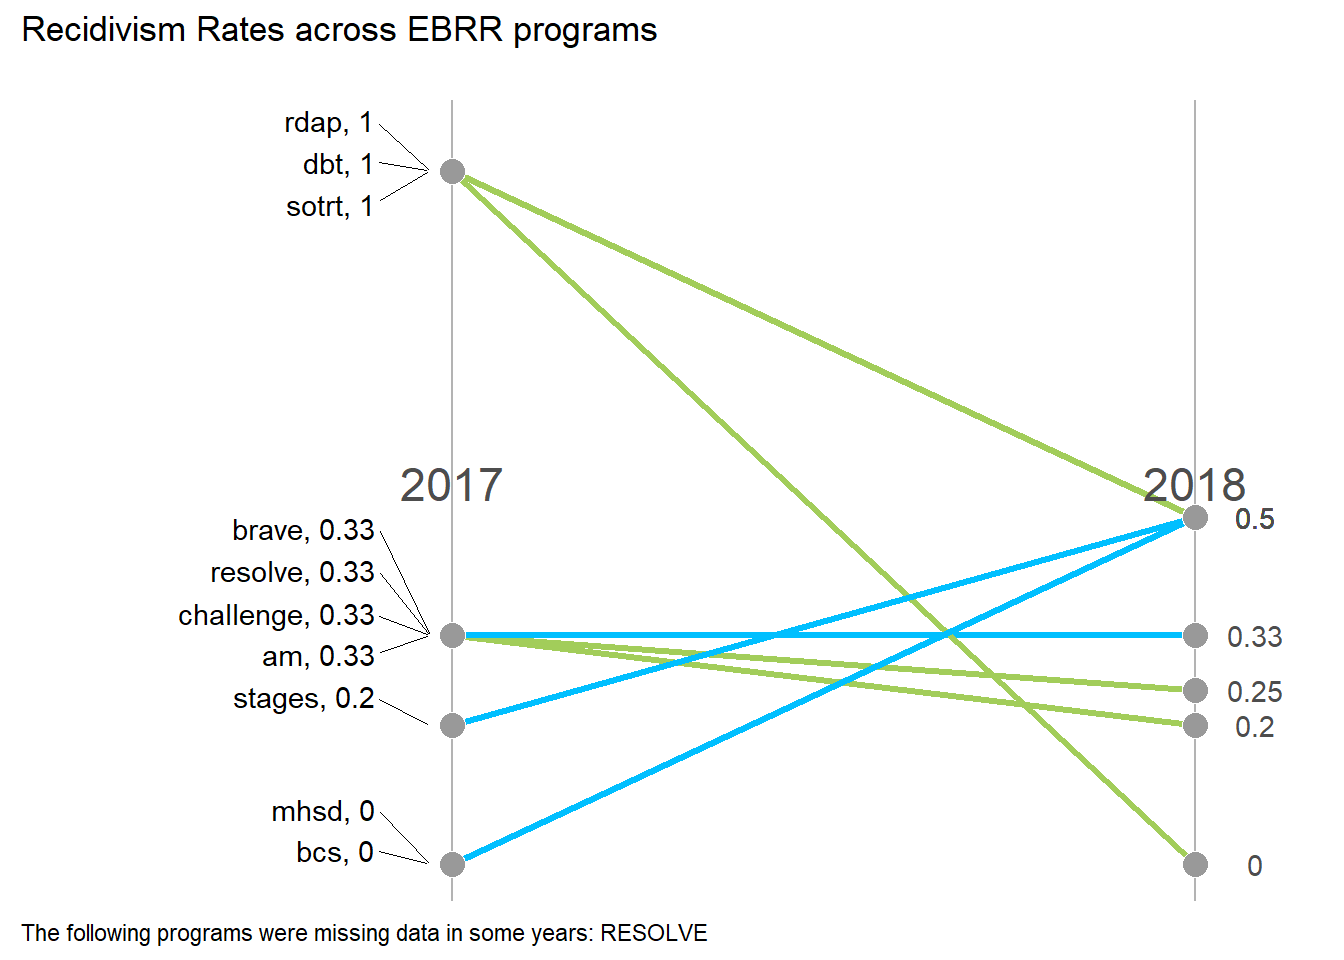 Recidivism Rates across EBRR programs
rdap, 1
dbt, 1
sotrt, 1
2017
2018
0.5
brave, 0.33
resolve, 0.33
challenge, 0.33
0.33
am, 0.33
stages, 0.2
0.25
0.2
mhsd, 0
bcs, 0
0
The following programs were missing data in some years: RESOLVE